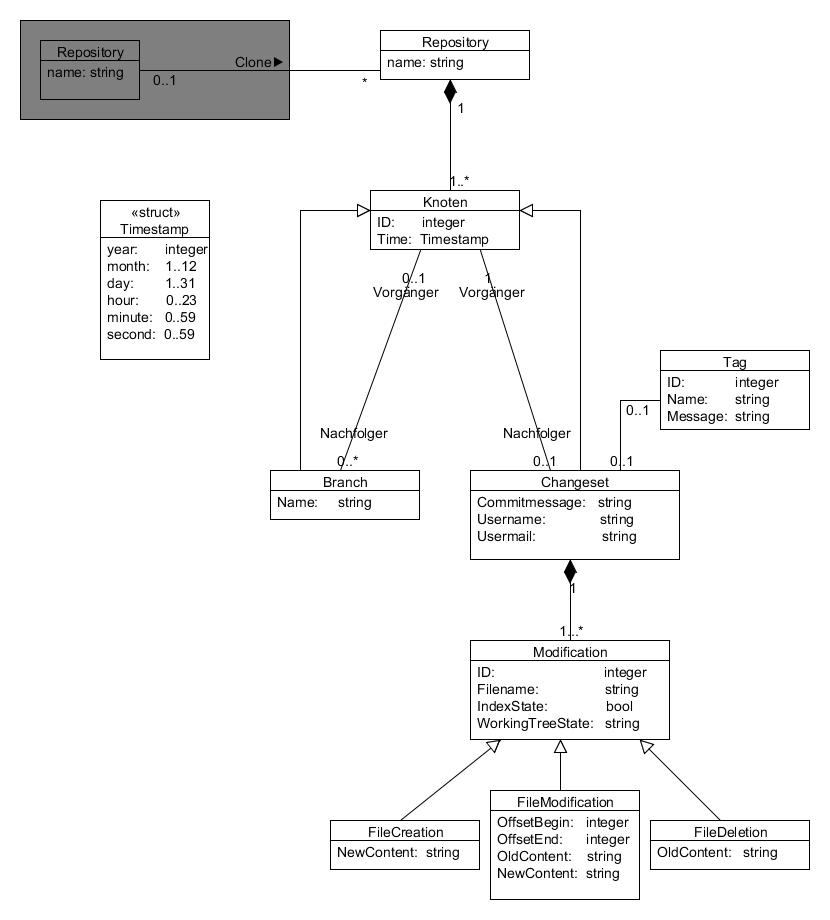 Repository
name: string
Clone▶
0..1
*
Repository
name: string
1
1..*
Knoten
ID: integer
Time: Timestamp
«struct»
Timestamp
year: integer
month: 1..12
day: 1..31
hour: 0..23
minute: 0..59
second: 0..59
0..1
Vorgänger
1
Vorgänger
Nachfolger
0..*
Nachfolger
0..1
Tag
ID: integer
Name: string
Message: string
0..1
0..1
Branch
Name: string
Changeset
Commitmessage: string
Username: string
Usermail: string
1
1...*
Modification
ID: integer
Filename: string
IndexState: bool
WorkingTreeState: string
FileCreation
NewContent: string
FileModification
OffsetBegin: integer
OffsetEnd: integer
OldContent: string
NewContent: string
FileDeletion
OldContent: string